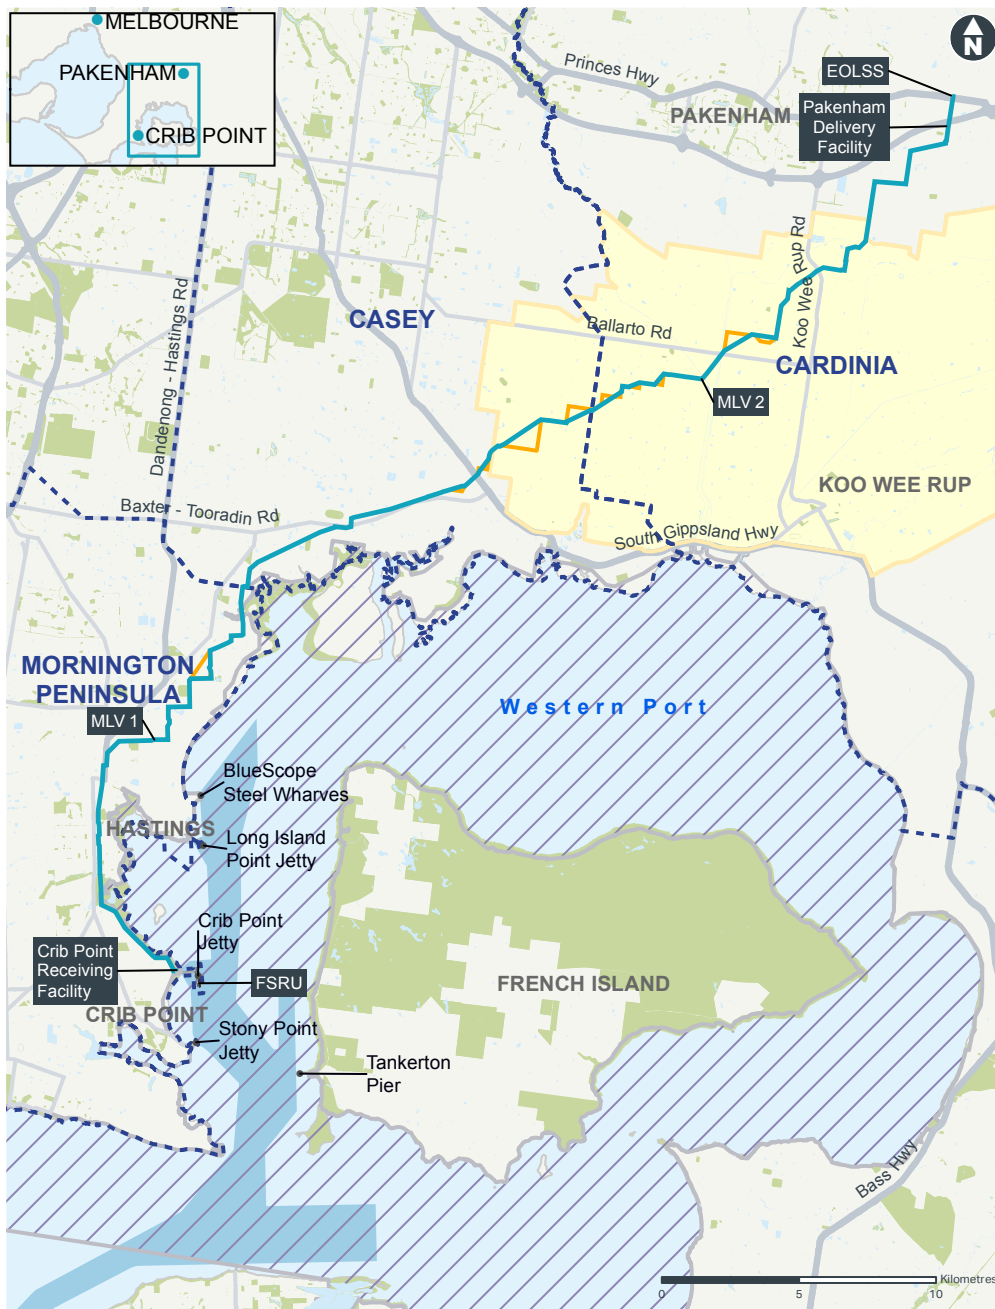 MELBOURNE
PAKENHAM
CRIB POINT
N
Princes Hwy
EOLSS
PAKENHAM
Pakenham
Delivery
Facility
Koo Wee Rup Rd
Dandenong - Hastings Rd
CASEY
Ballarto Rd
CARDINIA
MLV 2
KOO WEE RUP
Baxter - Tooradin Rd
South Gippsland Hwy
MORNINGTON
PENINSULA
MLV 1
Western Port
BlueScope
Steel Wharves
HASTINGS
Long Island
Point Jetty
Crib Point
Jetty
Crib Point
Receiving
Facility
FSRU
FRENCH ISLAND
CRIB POINT
Stony Point
Jetty
Tankerton
Pier
Bass Hwy
Kilometres
0 5 10